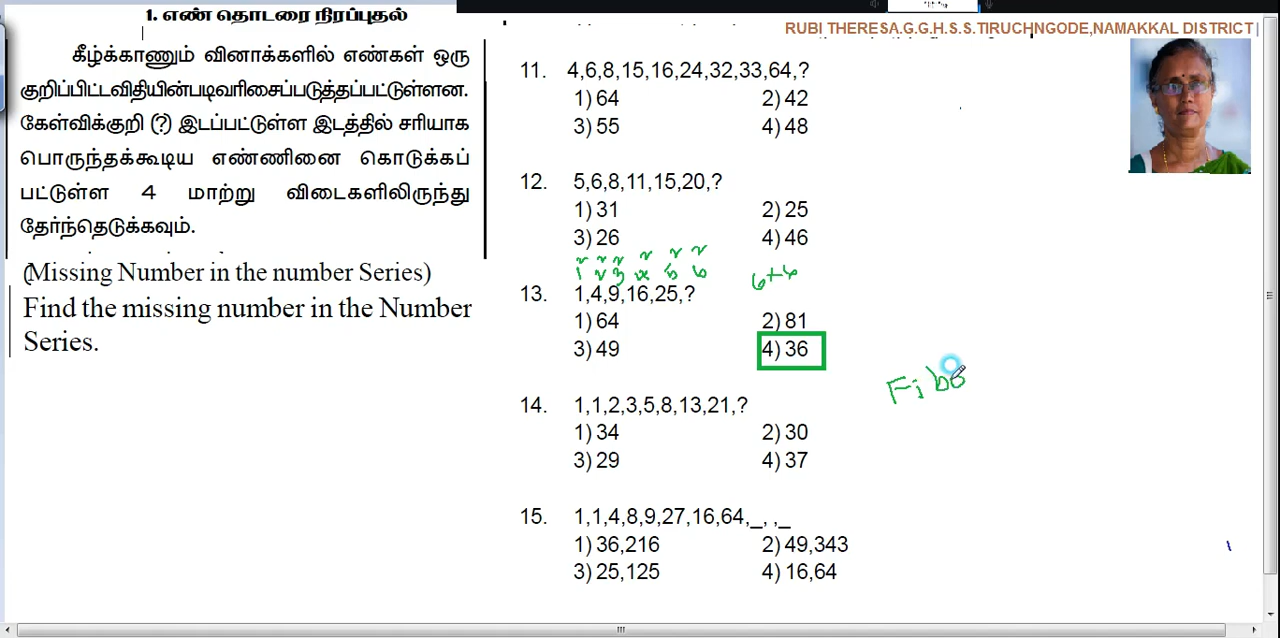 1. எண் தொடரை நிரப்புதல்
கீழ்க்காணும் வினாக்களில் எண்கள் ஒரு
குறிப்பிட்டவிதியின்படிவரிசைப்படுத்தப்பட்டுள்ளன.
கேள்விக்குறி (?) இடப்பட்டுள்ள இடத்தில் சரியாக
பொருந்தக்கூடிய எண்ணினை கொடுக்கப்
பட்டுள்ள 4 மாற்று விடைகளிலிருந்து
தேர்ந்தெடுக்கவும்.
(Missing Number in the number Series)
Find the missing number in the Number
Series.
RUBI THERESA.G.G.H.S.S.TIRUCHNGODE,NAMAKKAL DISTRICT
11. 4,6,8,15,16,24,32,33,64,?
1) 64 2) 42
3) 55 4) 48
12. 5,6,8,11,15,20,?
1) 31 2) 25
3) 26 4) 46
6+6
13. 1,4,9,16,25,?
1) 64 2) 81
3) 49 4) 36
Fibo
14. 1,1,2,3,5,8,13,21,?
1) 34 2) 30
3) 29 4) 37
15. 1,1,4,8,9,27,16,64,_, ,_
1) 36,216 2) 49,343
3) 25,125 4) 16,64